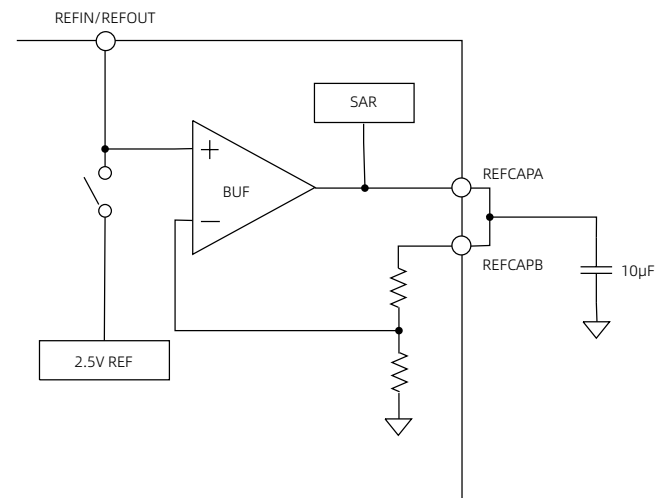 REFIN/REFOUT
SAR
+
BUF
−
REFCAPA
REFCAPB
10µF
2.5V REF